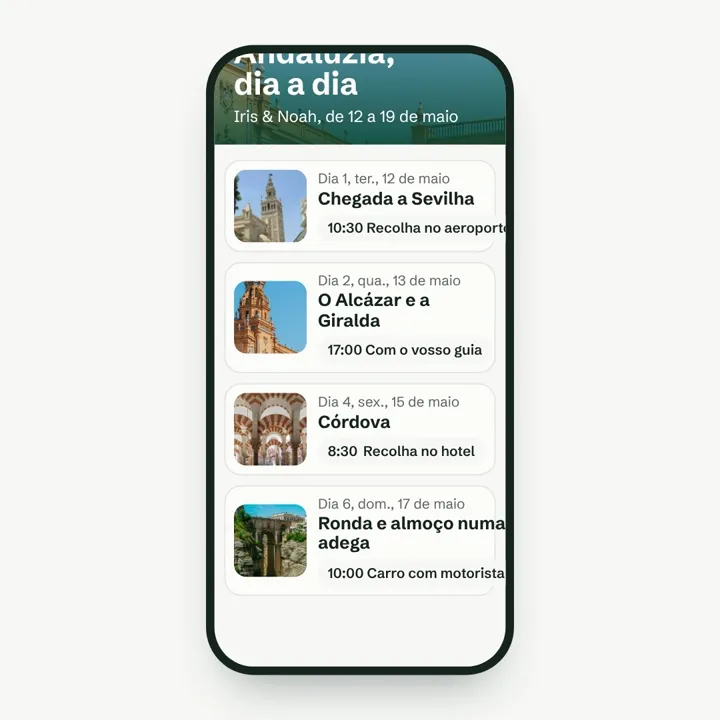 Andaluzia,
dia a dia
Iris & Noah, de 12 a 19 de maio
Dia 1, ter., 12 de maio
Chegada a Sevilha
10:30 Recolha no aeroporto
Dia 2, qua., 13 de maio
O Alcázar e a
Giralda
17:00 Com o vosso guia
Dia 4, sex., 15 de maio
Córdova
8:30 Recolha no hotel
Dia 6, dom., 17 de maio
Ronda e almoço numa
adega
10:00 Carro com motorista